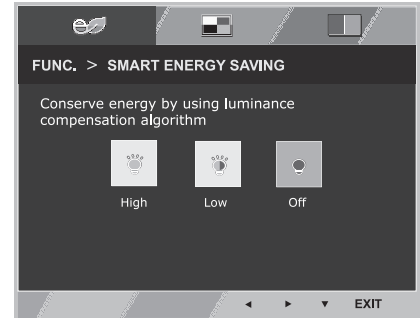 FUNC. > SMART ENERGY SAVING
Conserve energy by using luminance
compensation algorithm
High Low Off
EXIT